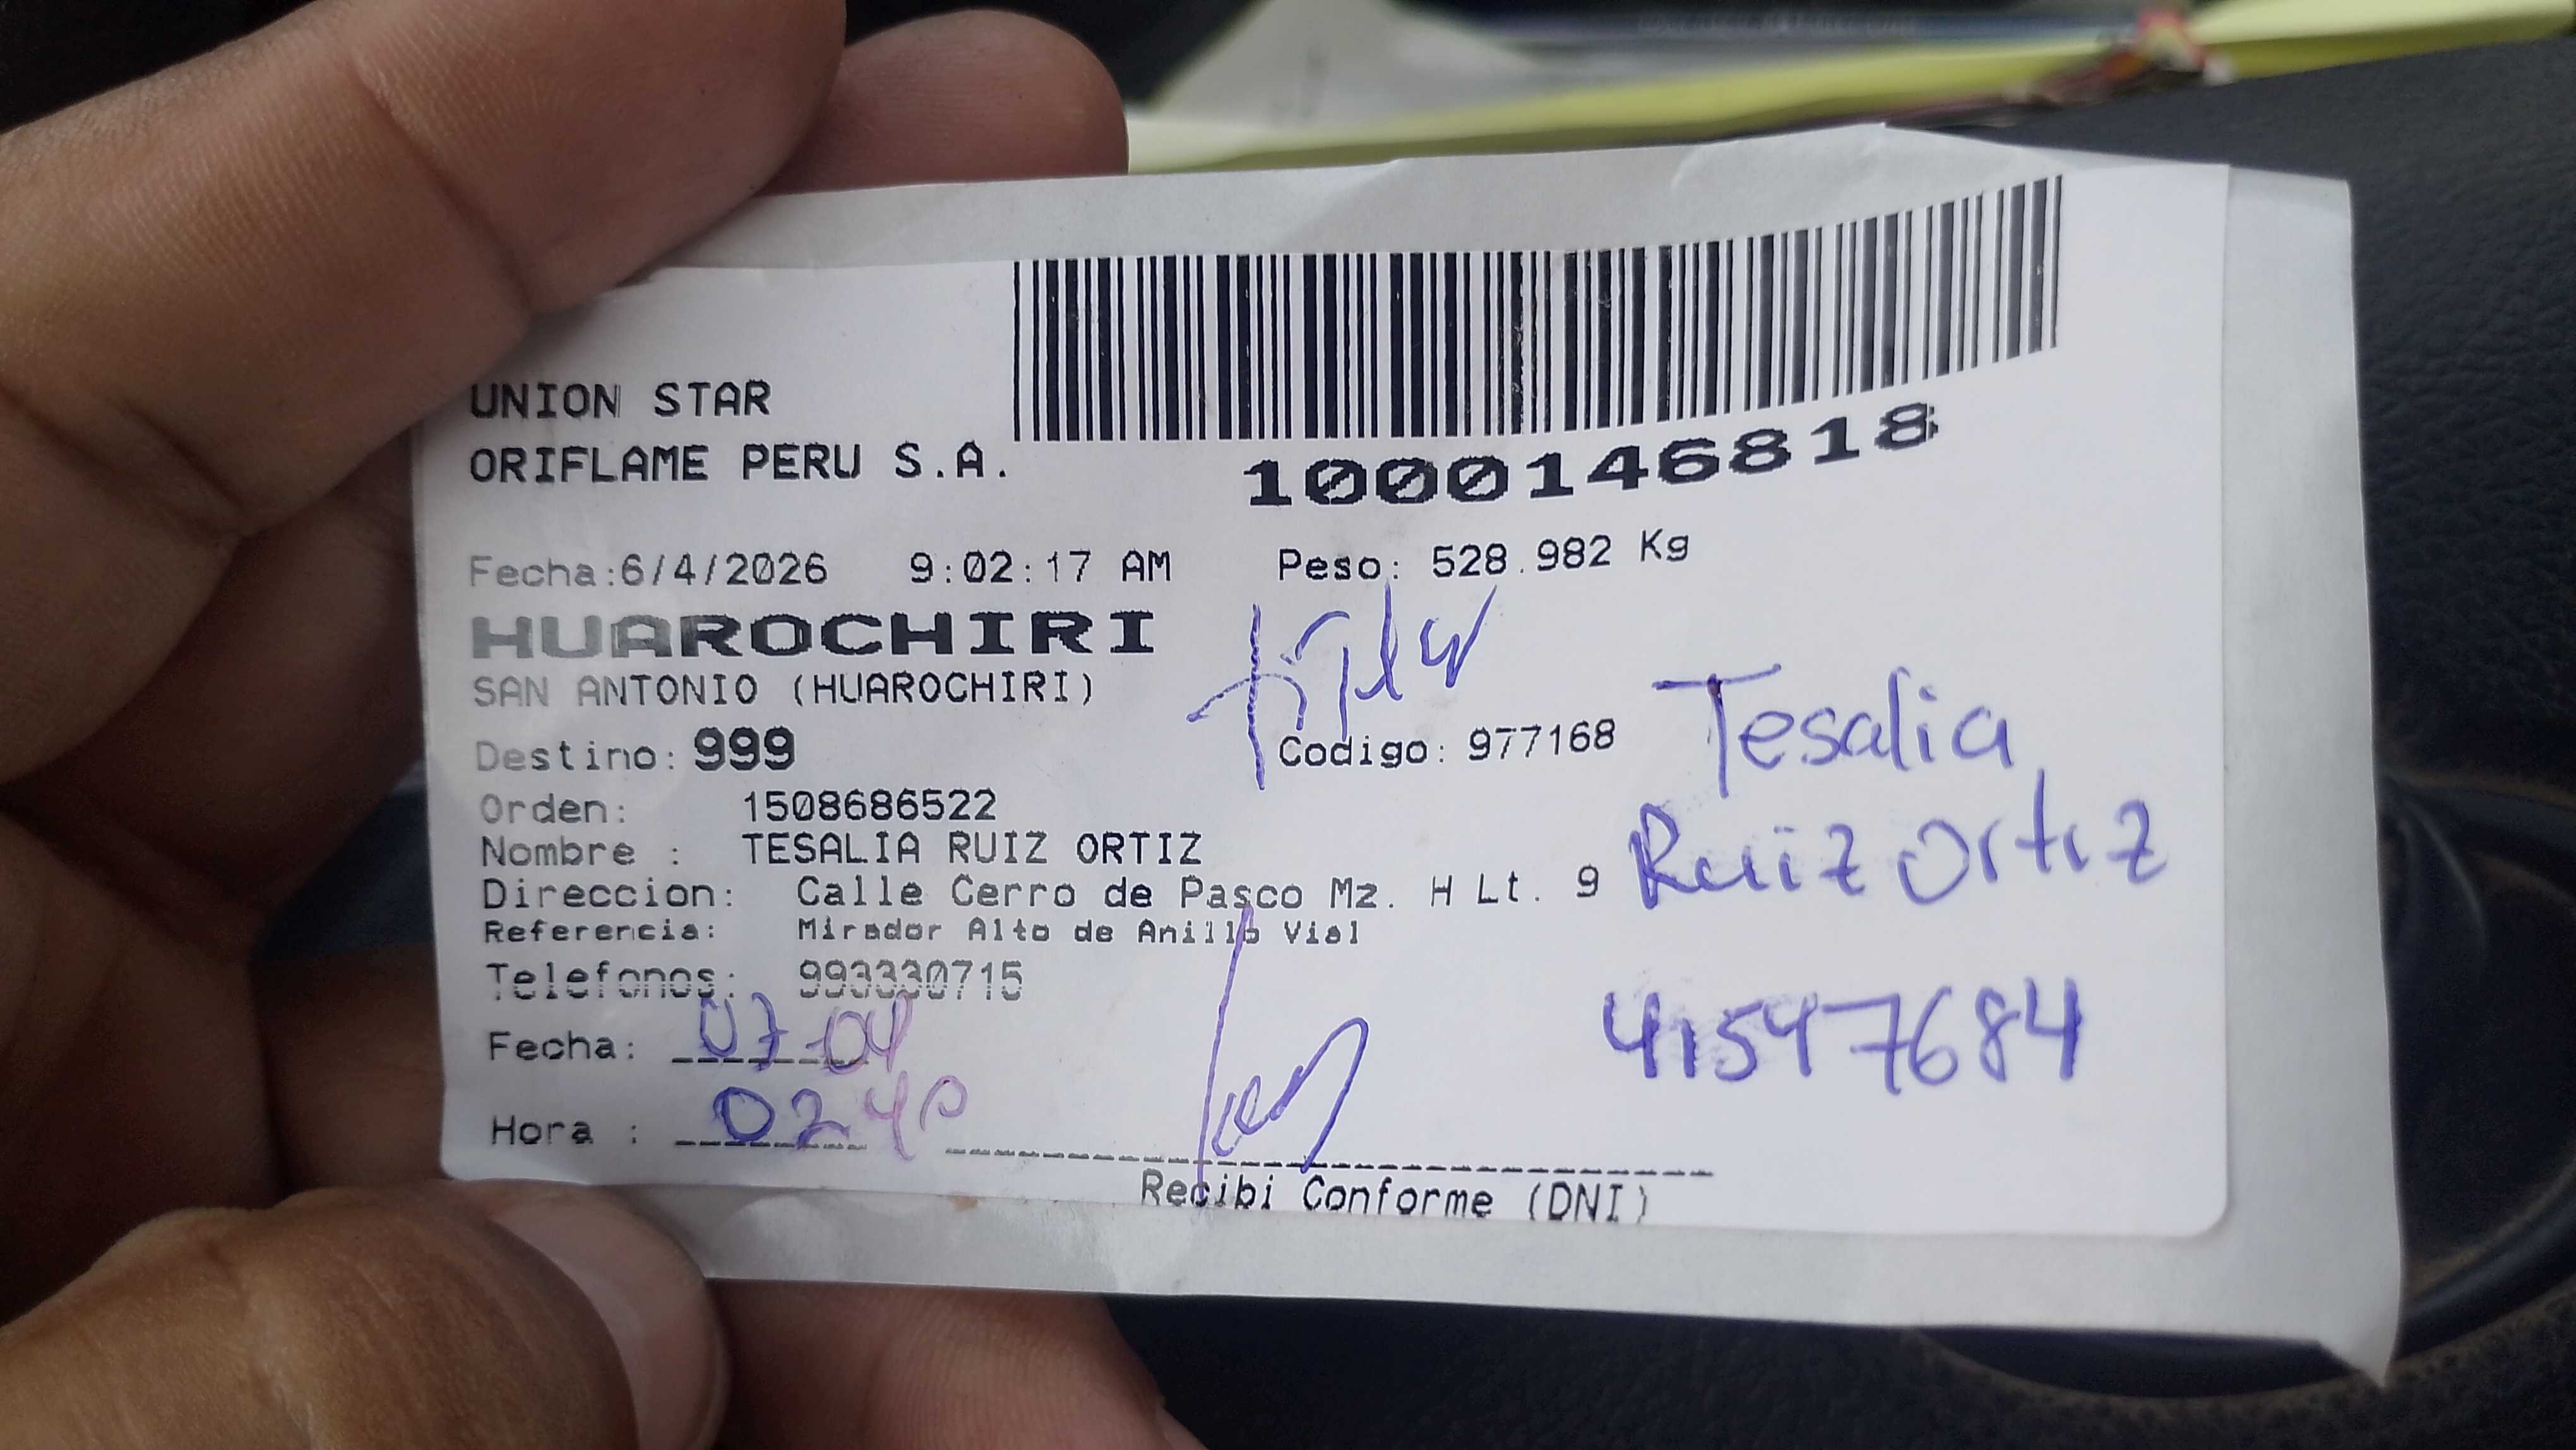 UNION STAR
ORIFLAME PERU S.A.
1000146818
Fecha:6/4/2026 9:02:17 AM Peso: 528.982 Kg
HUAROCHIRI
SAN ANTONIO (HUAROCHIRI)
Destino: 999 Codigo: 977168
Tesalia
Orden: 1508686522
Nombre : TESALIA RUIZ ORTIZ
Direccion: Calle Cerro de Pasco Mz. H Lt. 9
Ruiz Ortiz
Referencia: Mirador Alto de Anillo Vial
Telefonos: 993330715
41547684
Fecha: 07-04
Hora : 02 40
Recibi Conforme (DNI)